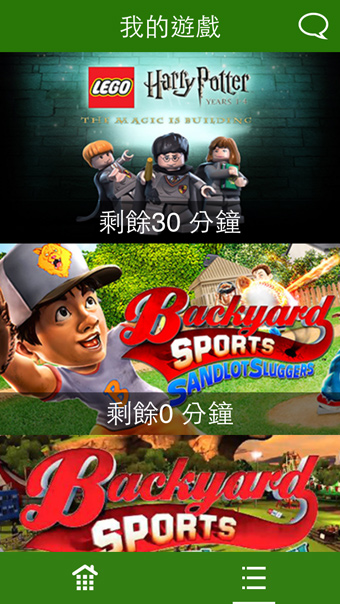 我的遊戲
LEGO Harry Potter
YEARS 1-4
THE MAGIC IS BUILDING
剩餘30 分鐘
Backyard
SPORTS
SANDLOT SLUGGERS
B
剩餘0 分鐘
Backyard
SPORTS